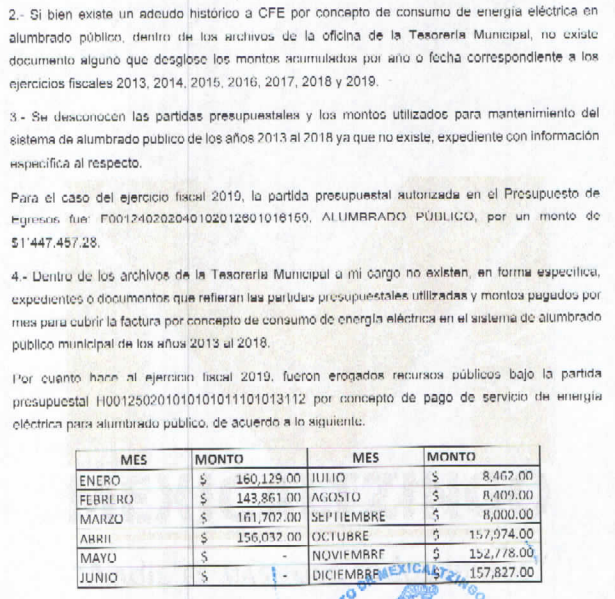 2.- Si bien existe un adeudo histórico a CFE por concepto de consumo de energía eléctrica en
alumbrado público, dentro de los archivos de la oficina de la Tesorería Municipal, no existe
documento alguno que desglose los montos acumulados por año o fecha correspondiente a los
ejercicios fiscales 2013, 2014, 2015, 2016, 2017, 2018 y 2019.
3.- Se desconocen las partidas presupuestales y los montos utilizados para mantenimiento del
sistema de alumbrado publico de los años 2013 al 2018 ya que no existe, expediente con información
especifica al respecto.
Para el caso del ejercicio fiscal 2019, la partida presupuestal autorizada en el Presupuesto de
Egresos fue: ALUMBRADO PÚBLICO, por un monto de
$1'447,457.28.
4.- Dentro de los archivos de la Tesorería Municipal a mi cargo no existen, en forma especifica,
expedientes o documentos que refieran las partidas presupuestales utilizadas y montos pagados por
mes para cubrir la factura por concepto de consumo de energía eléctrica en el sistema de alumbrado
público municipal de los años 2013 al 2018.
Por cuanto hace al ejercicio fiscal 2019, fueron erogados recursos públicos bajo la partida
presupuestal por concepto de pago de servicio de energía
eléctrica para alumbrado público, de acuerdo a lo siguiente.
MES MONTO MES MONTO
ENERO $ 160,129.00 JULIO $ 8,462.00
FEBRERO $ 143,861.00 AGOSTO $ 8,409.00
MARZO $ 161,702.00 SEPTIEMBRE $ 8,000.00
ABRIL $ 156,032.00 OCTUBRE $ 157,974.00
MAYO $ - NOVIEMBRE $ 152,778.00
JUNIO $ - DICIEMBRE $ 157,827.00